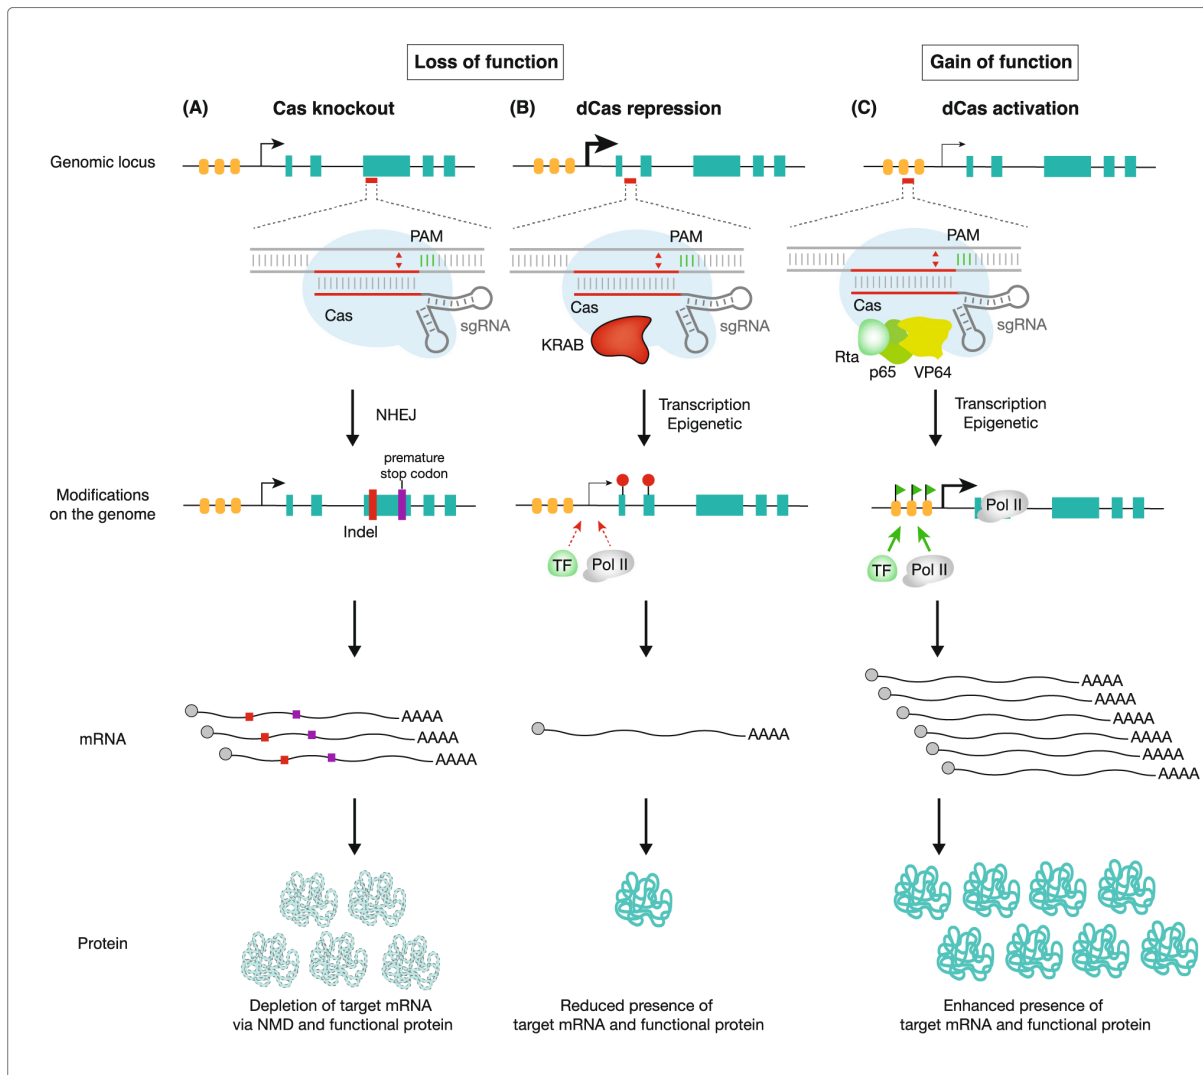 Loss of function
Gain of function
(A) Cas knockout
(B) dCas repression
(C) dCas activation
Genomic locus
PAM
Cas
sgRNA
PAM
Cas
sgRNA
KRAB
PAM
Cas
sgRNA
Rta
p65
VP64
NHEJ
Transcription
Epigenetic
Transcription
Epigenetic
Modifications
on the genome
premature
stop codon
Indel
TF
Pol II
Pol II
TF
Pol II
mRNA
AAAA
AAAA
AAAA
AAAA
AAAA
AAAA
AAAA
AAAA
AAAA
AAAA
Protein
Depletion of target mRNA
via NMD and functional protein
Reduced presence of
target mRNA and functional protein
Enhanced presence of
target mRNA and functional protein